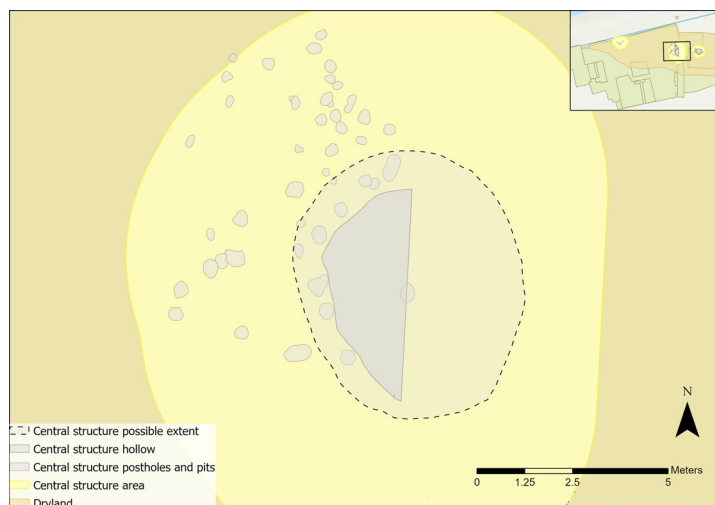 N
Central structure possible extent
Central structure hollow
Central structure postholes and pits
Central structure area
Dryland
Meters
0 1.25 2.5 5